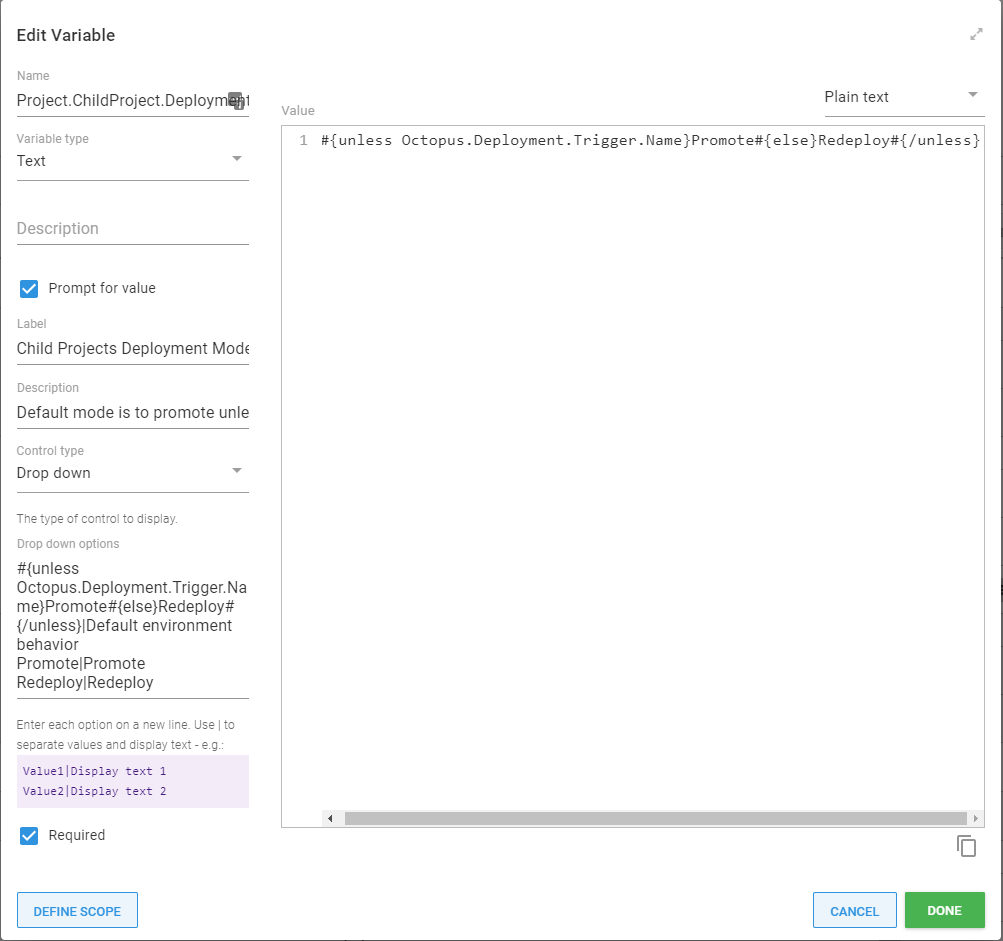 Edit Variable
Name
Project.ChildProject.Deployment
Variable type
Text
Description
Prompt for value
Label
Child Projects Deployment Mode
Description
Default mode is to promote unle
Control type
Drop down
The type of control to display.
Drop down options
#{unless
Octopus.Deployment.Trigger.Na
me}Promote#{else}Redeploy#
{/unless}|Default environment
behavior
Promote|Promote
Redeploy|Redeploy
Enter each option on a new line. Use | to
separate values and display text - e.g.:
Value1|Display text 1
Value2|Display text 2
Required
DEFINE SCOPE
Value
Plain text
1 #{unless Octopus.Deployment.Trigger.Name}Promote#{else}Redeploy#{/unless}
CANCEL
DONE